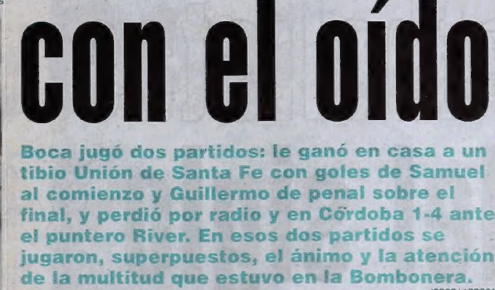 con el oído
Boca jugó dos partidos: le ganó en casa a un
tibio Unión de Santa Fe con goles de Samuel
al comienzo y Guillermo de penal sobre el
final, y perdió por radio y en Córdoba 1-4 ante
el puntero River. En esos dos partidos se
jugaron, superpuestos, el ánimo y la atención
de la multitud que estuvo en la Bombonera.